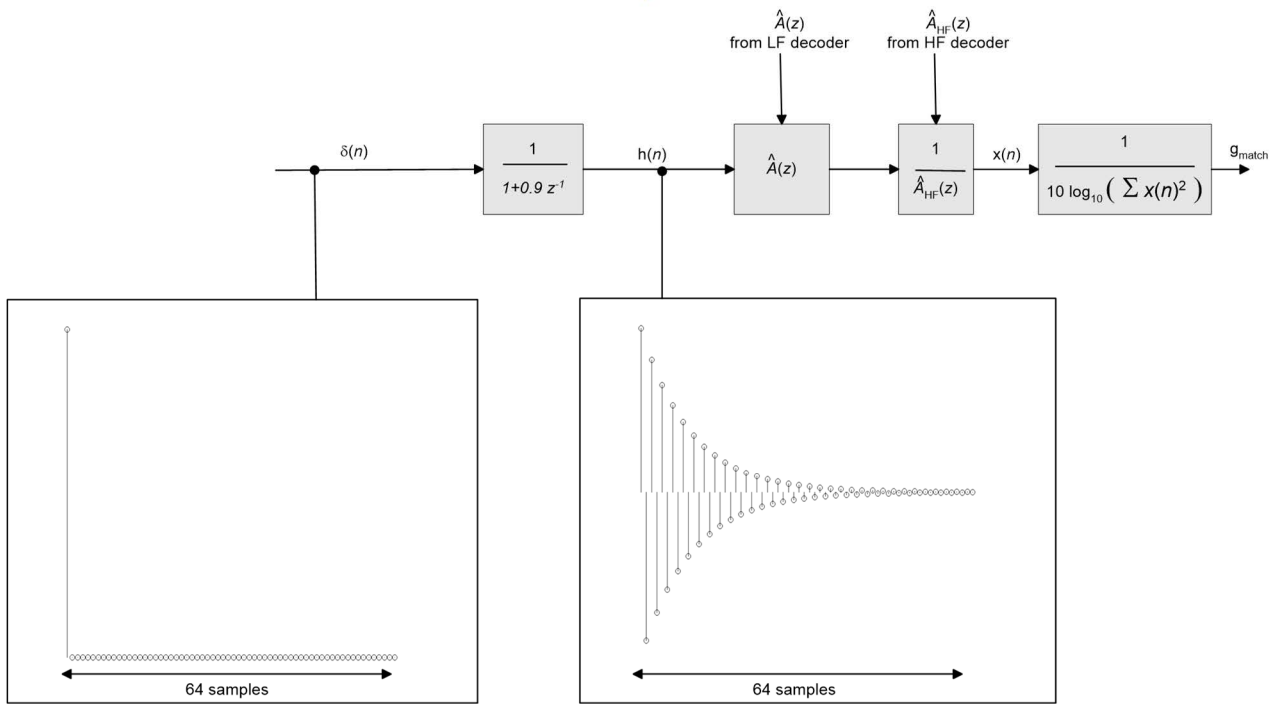 Â(z)
from LF decoder
Â_HF(z)
from HF decoder
δ(n)
1
1+0.9 z⁻¹
h(n)
Â(z)
1
Â_HF(z)
x(n)
1
10 log₁₀( ∑ x(n)² )
g_match
64 samples
64 samples